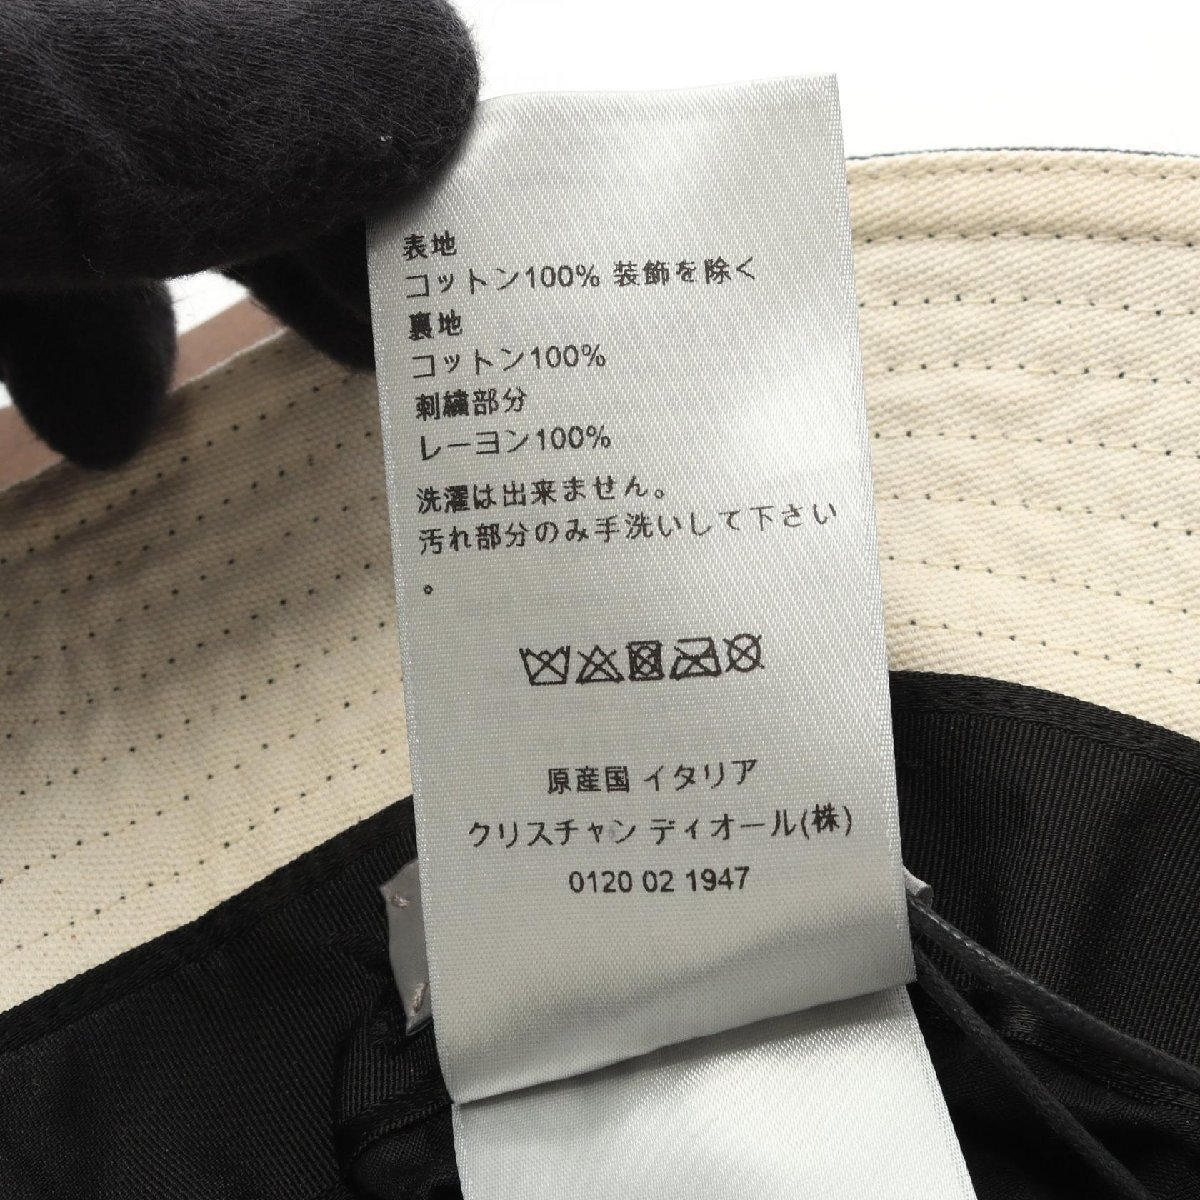 表地
コットン100% 装飾を除く
裏地
コットン100%
刺繍部分
レーヨン100%
洗濯は出来ません。
汚れ部分のみ手洗いして下さい
。
原産国 イタリア
クリスチャン ディオール(株)
0120 02 1947